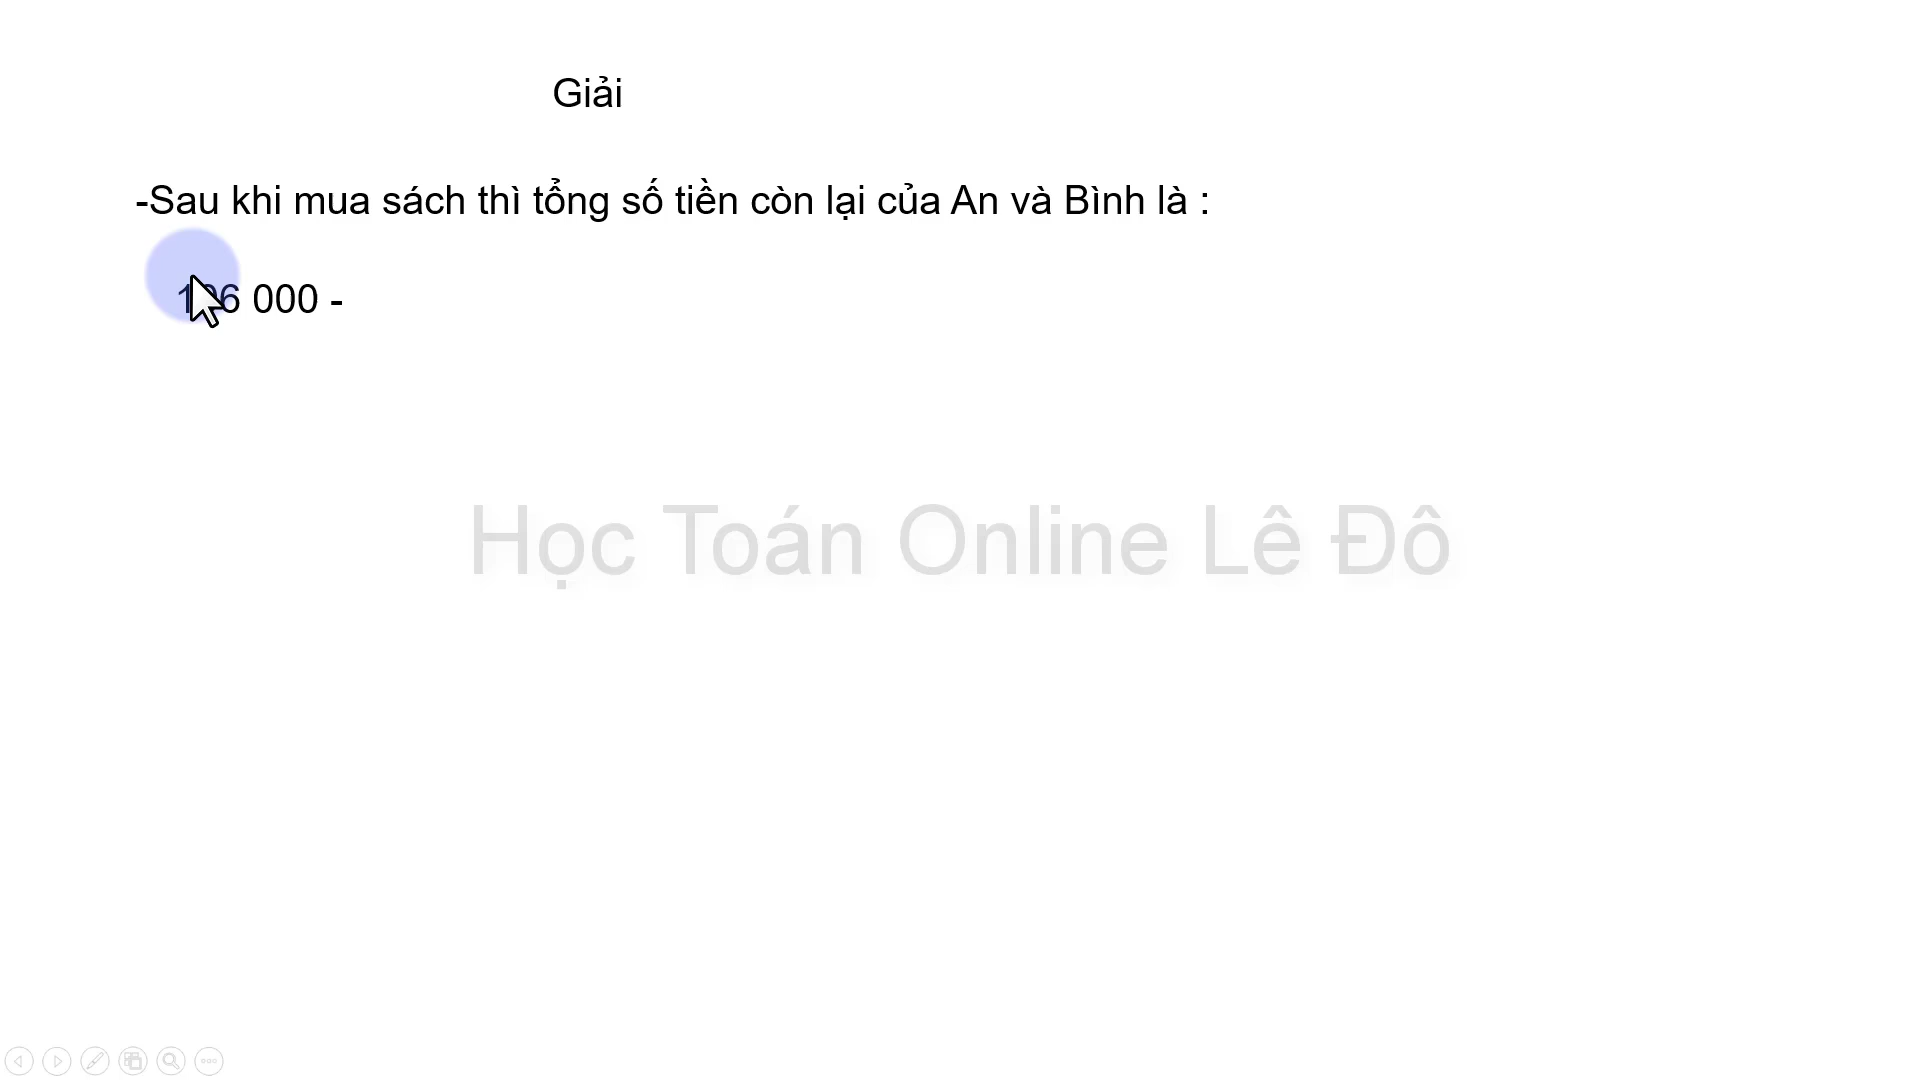 Giải
-Sau khi mua sách thì tổng số tiền còn lại của An và Bình là :
000 -
Học Toán Online Lê Đô